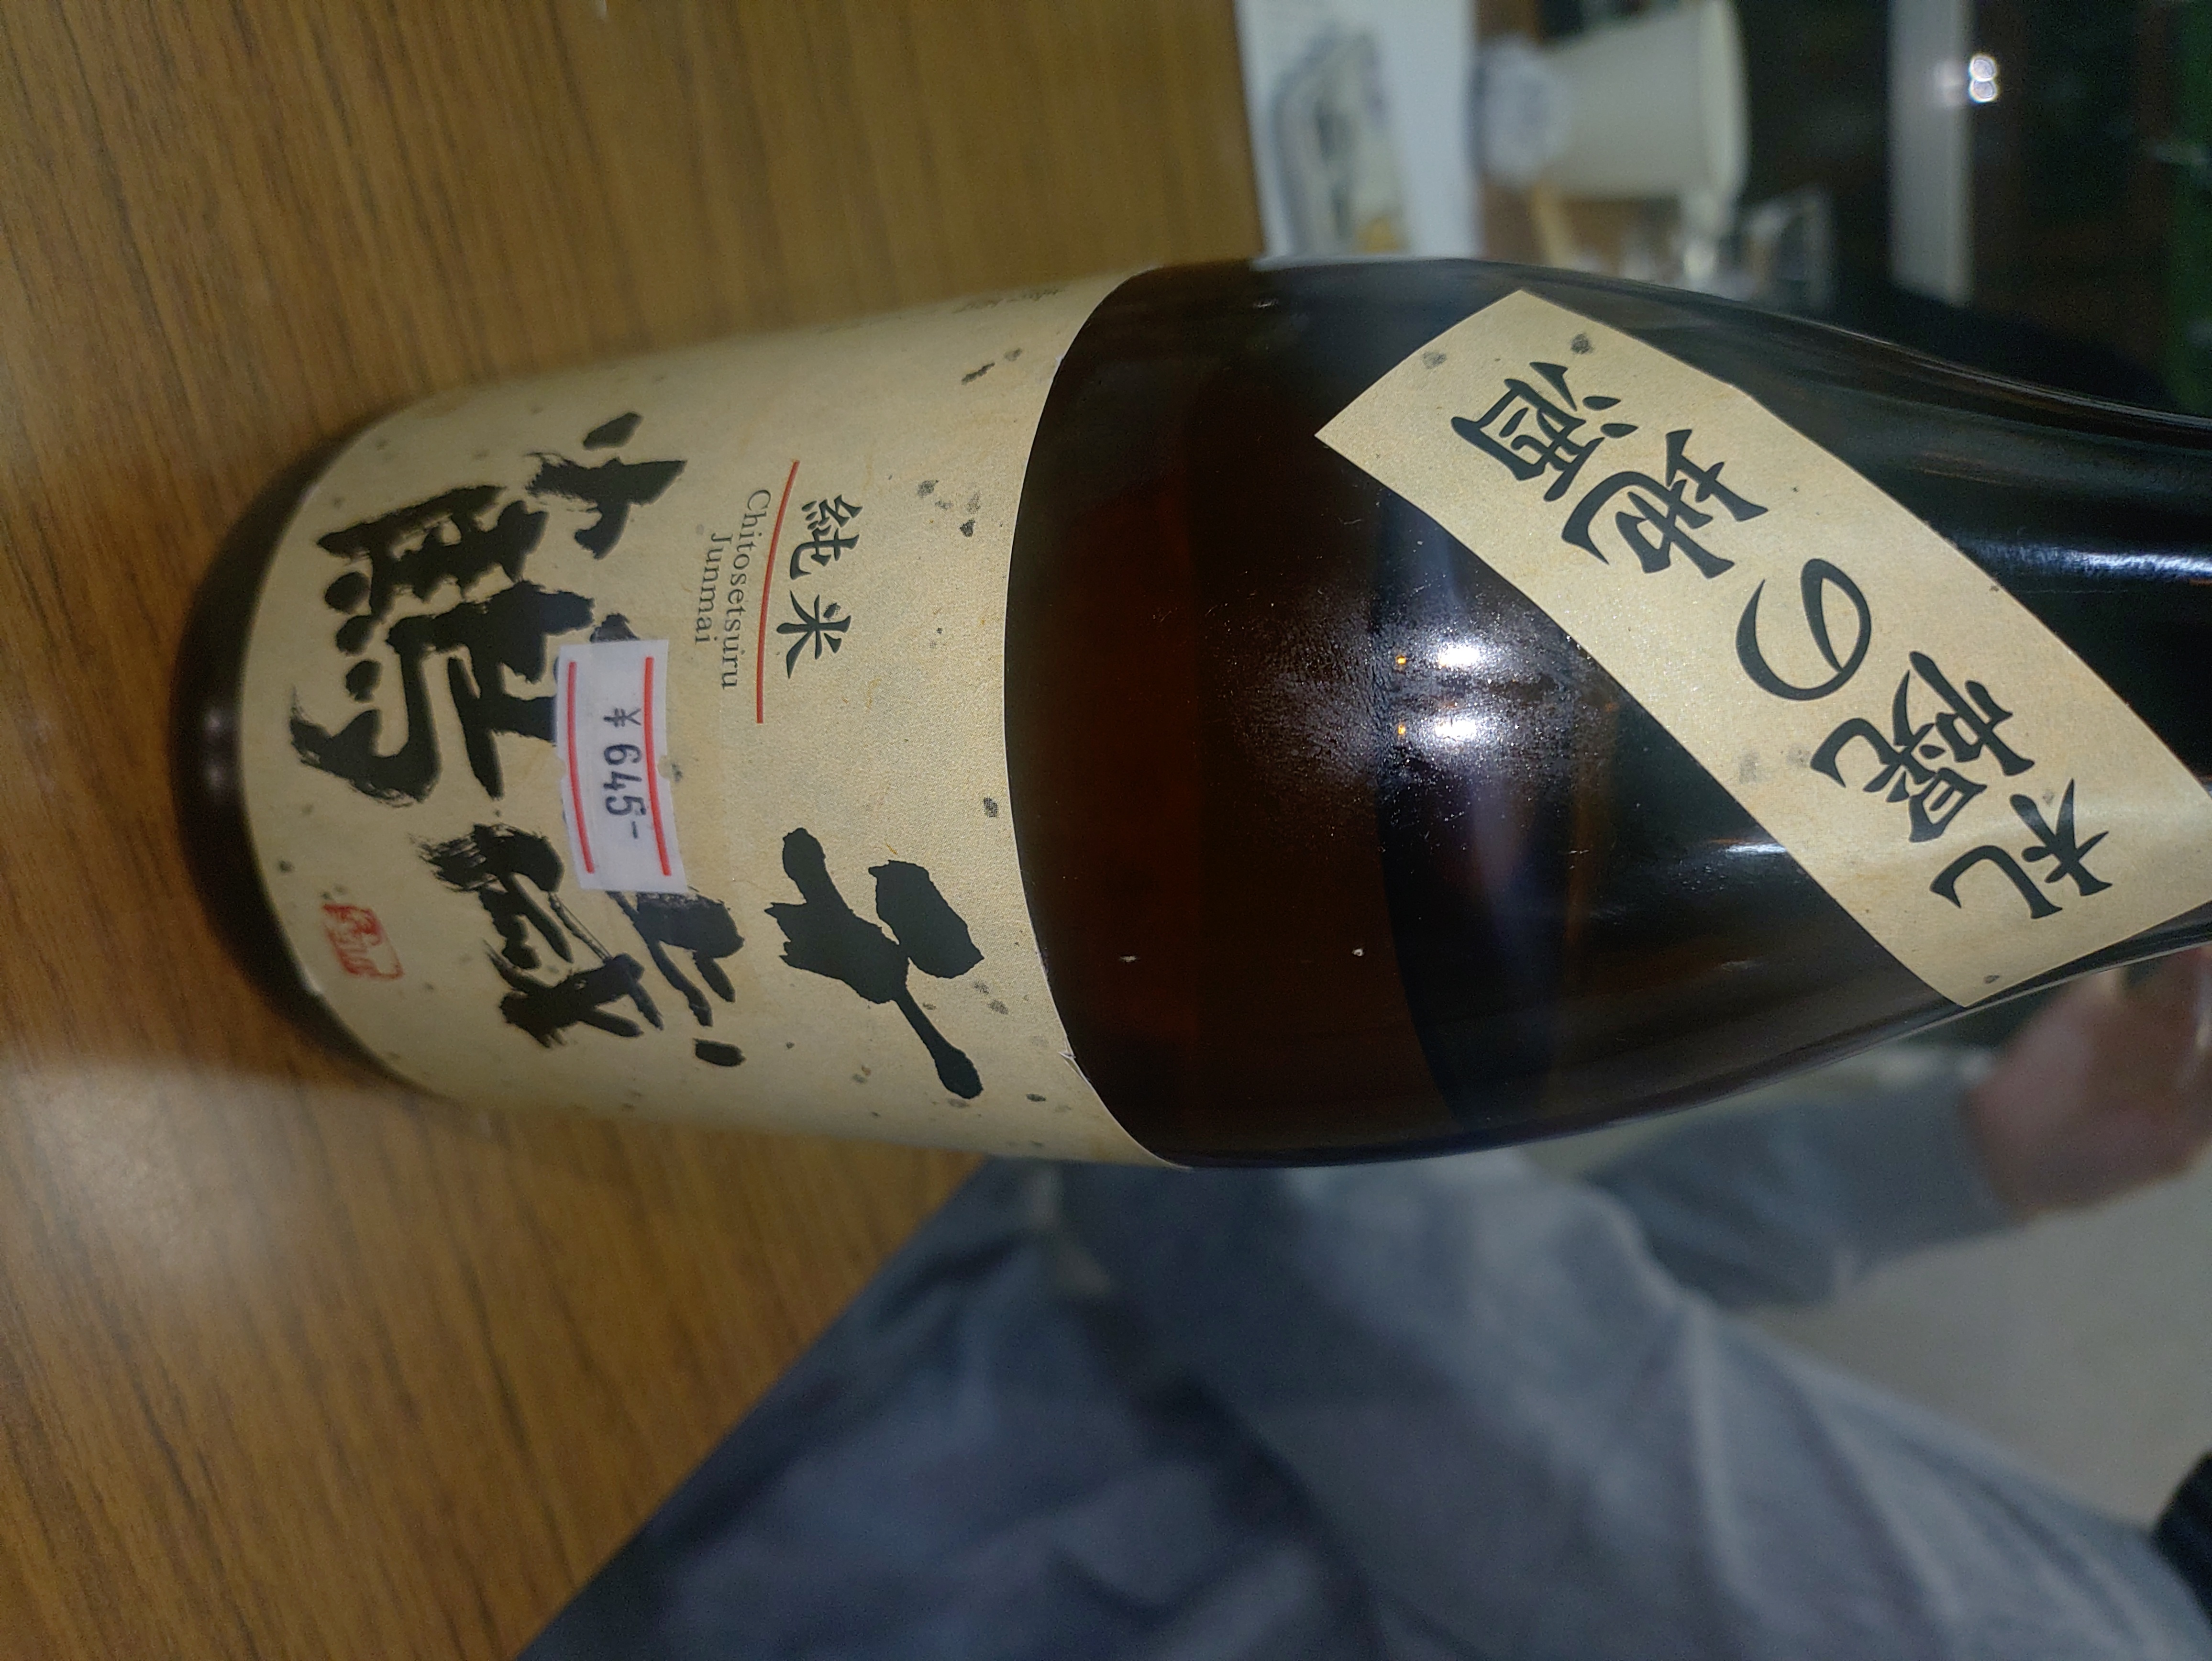 札幌の地酒
千歳鶴
純米
Chitosetsuru
Junmai
¥645-